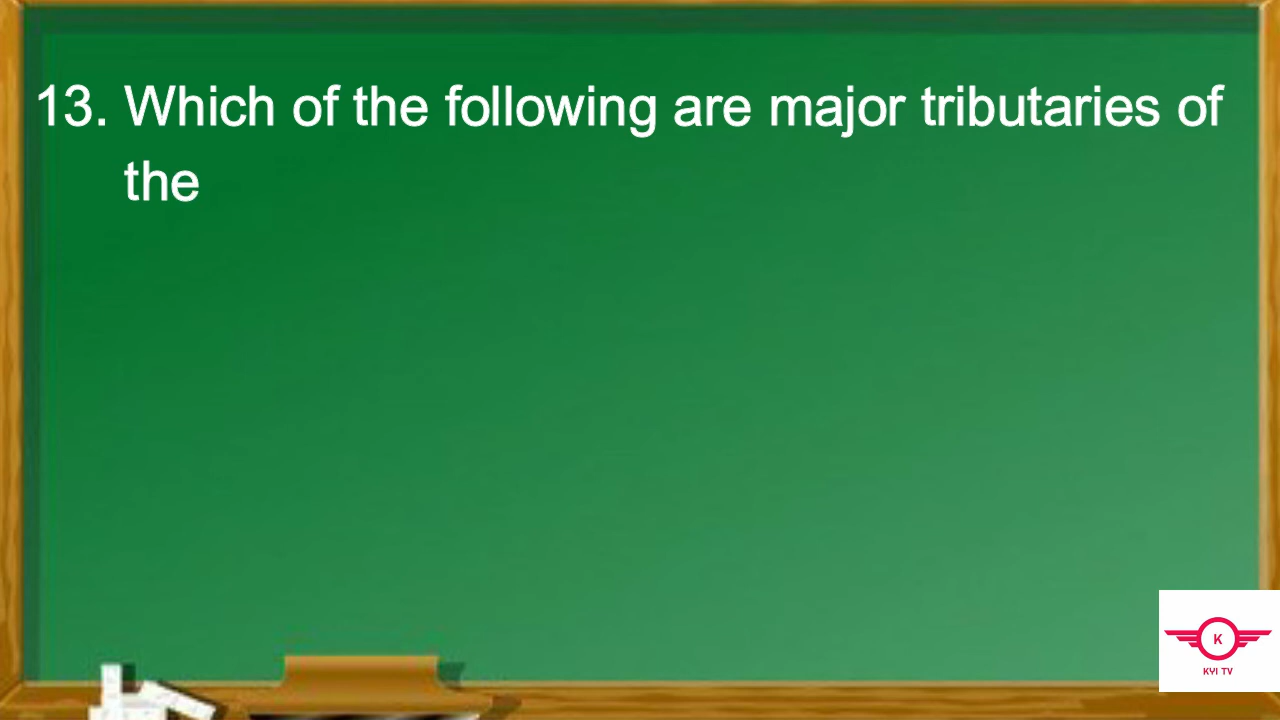 13. Which of the following are major tributaries of
the
K
KYI TV